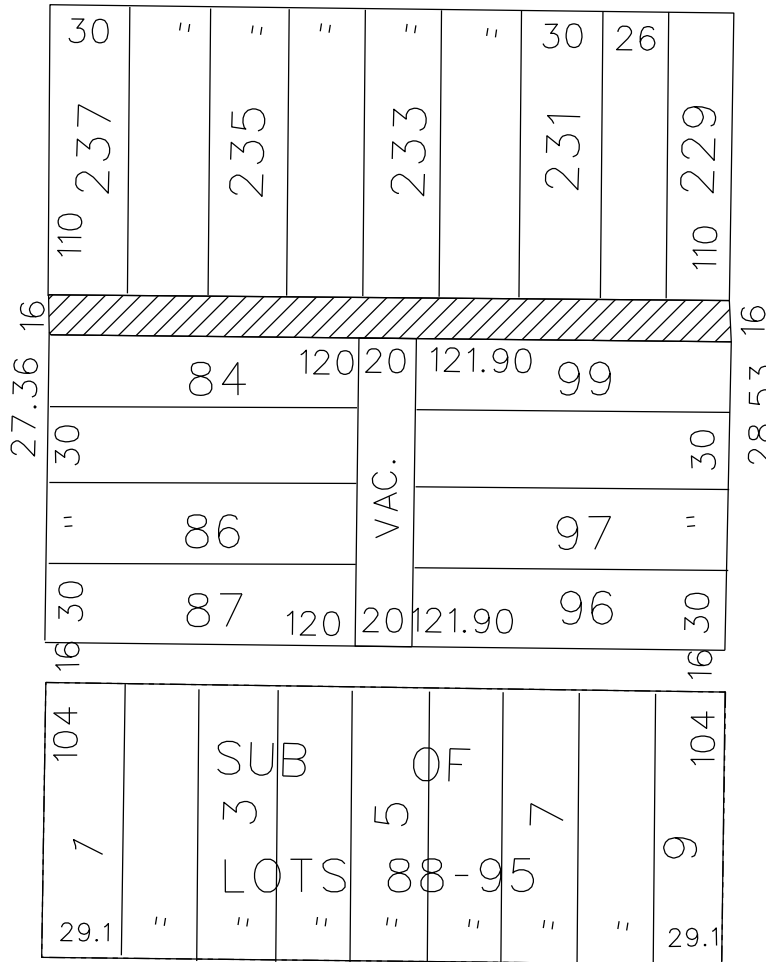 30 " " " " " 30 26
237 235 233 231 229
110 110
16 16
27.36 84 120 20 121.90 99 28.53
30 30
VAC.
" 86 97 "
30 87 120 20 121.90 96 30
16 16
104 104
SUB OF
1 3 5 7 9
LOTS 88-95
29.1 " " " " " " " 29.1